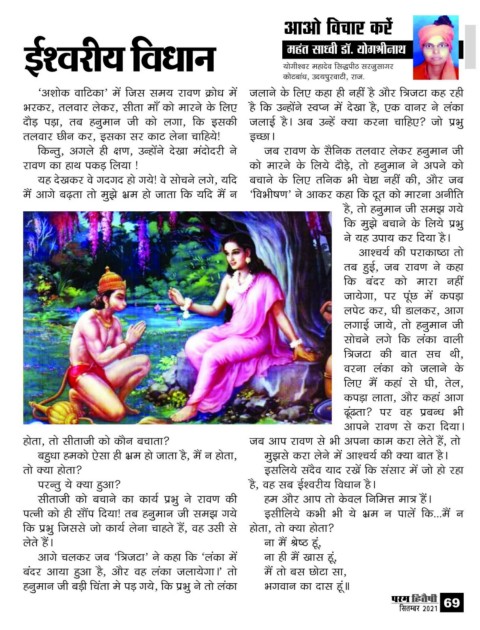 ईश्वरीय विधान
आओ विचार करें
महंत साध्वी डॉ. योगश्रीनाथ
योगीश्वर महादेव सिद्धपीठ सरजुसागर
कोटबांध, उदयपुरवाटी, राज.
'अशोक वाटिका' में जिस समय रावण क्रोध में
भरकर, तलवार लेकर, सीता माँ को मारने के लिए
दौड़ पड़ा, तब हनुमान जी को लगा, कि इसकी
तलवार छीन कर, इसका सर काट लेना चाहिये!
किन्तु, अगले ही क्षण, उन्होंने देखा मंदोदरी ने
रावण का हाथ पकड़ लिया !
यह देखकर वे गदगद हो गये! वे सोचने लगे, यदि
मैं आगे बढ़ता तो मुझे भ्रम हो जाता कि यदि मैं न
होता, तो सीताजी को कौन बचाता?
बहुधा हमको ऐसा ही भ्रम हो जाता है, मैं न होता,
तो क्या होता?
परन्तु ये क्या हुआ?
सीताजी को बचाने का कार्य प्रभु ने रावण की
पत्नी को ही सौंप दिया! तब हनुमान जी समझ गये
कि प्रभु जिससे जो कार्य लेना चाहते हैं, वह उसी से
लेते हैं।
आगे चलकर जब 'त्रिजटा' ने कहा कि 'लंका में
बंदर आया हुआ है, और वह लंका जलायेगा।' तो
हनुमान जी बड़ी चिंता मे पड़ गये, कि प्रभु ने तो लंका
जलाने के लिए कहा ही नहीं है और त्रिजटा कह रही
है कि उन्होंने स्वप्न में देखा है, एक वानर ने लंका
जलाई है। अब उन्हें क्या करना चाहिए? जो प्रभु
इच्छा।
जब रावण के सैनिक तलवार लेकर हनुमान जी
को मारने के लिये दौड़े, तो हनुमान ने अपने को
बचाने के लिए तनिक भी चेष्टा नहीं की, और जब
'विभीषण' ने आकर कहा कि दूत को मारना अनीति
है, तो हनुमान जी समझ गये
कि मुझे बचाने के लिये प्रभु
ने यह उपाय कर दिया है।
आश्चर्य की पराकाष्ठा तो
तब हुई, जब रावण ने कहा
कि बंदर को मारा नहीं
जायेगा, पर पूंछ में कपड़ा
लपेट कर, घी डालकर, आग
लगाई जाये, तो हनुमान जी
सोचने लगे कि लंका वाली
त्रिजटा की बात सच थी,
वरना लंका को जलाने के
लिए मैं कहां से घी, तेल,
कपड़ा लाता, और कहां आग
ढूंढता? पर वह प्रबन्ध भी
आपने रावण से करा दिया।
जब आप रावण से भी अपना काम करा लेते हैं, तो
मुझसे करा लेने में आश्चर्य की क्या बात है।
इसलिये सदैव याद रखें कि संसार में जो हो रहा
है, वह सब ईश्वरीय विधान है।
हम और आप तो केवल निमित्त मात्र हैं।
इसीलिये कभी भी ये भ्रम न पालें कि...मैं न
होता, तो क्या होता?
ना मैं श्रेष्ठ हूं,
ना ही मैं खास हूं,
मैं तो बस छोटा सा,
भगवान का दास हूं॥
परम हितैषी
सितम्बर 2021 69